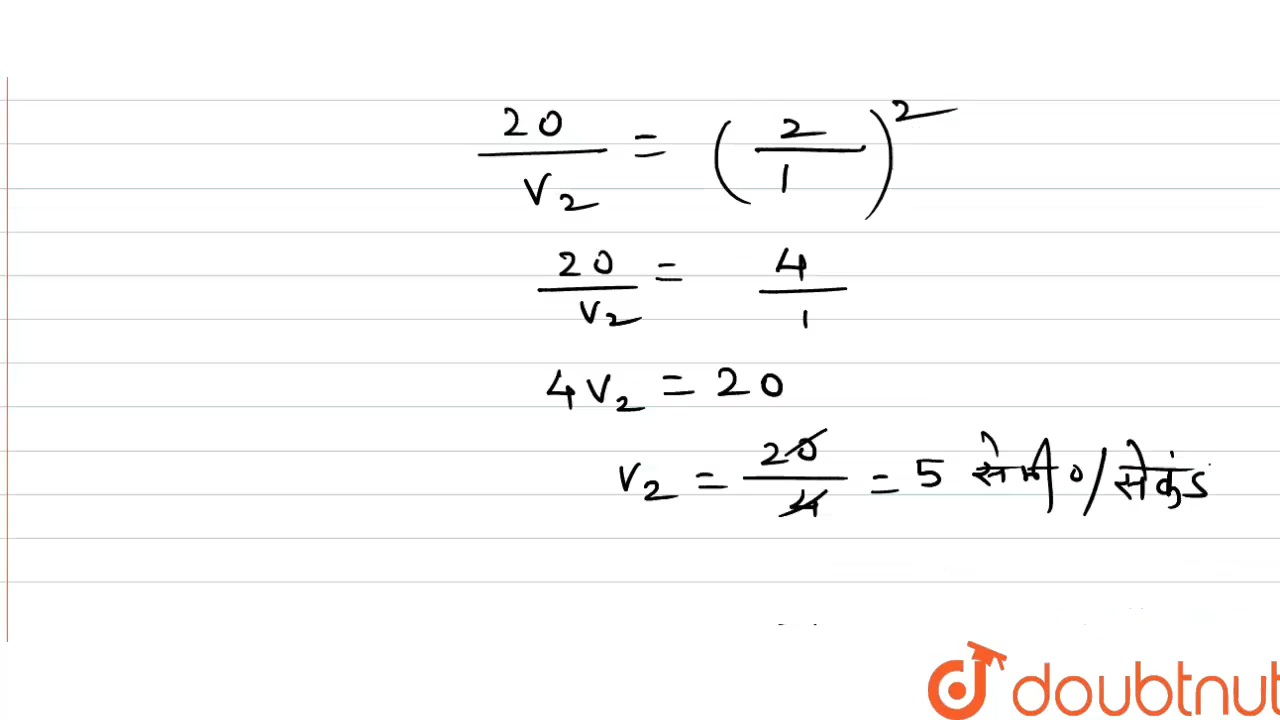 20/v₂ = (2/1)²
20/v₂ = 4/1
4v₂ = 20
v₂ = 20/4 = 5 सेमी०/सेकंड
doubtnut